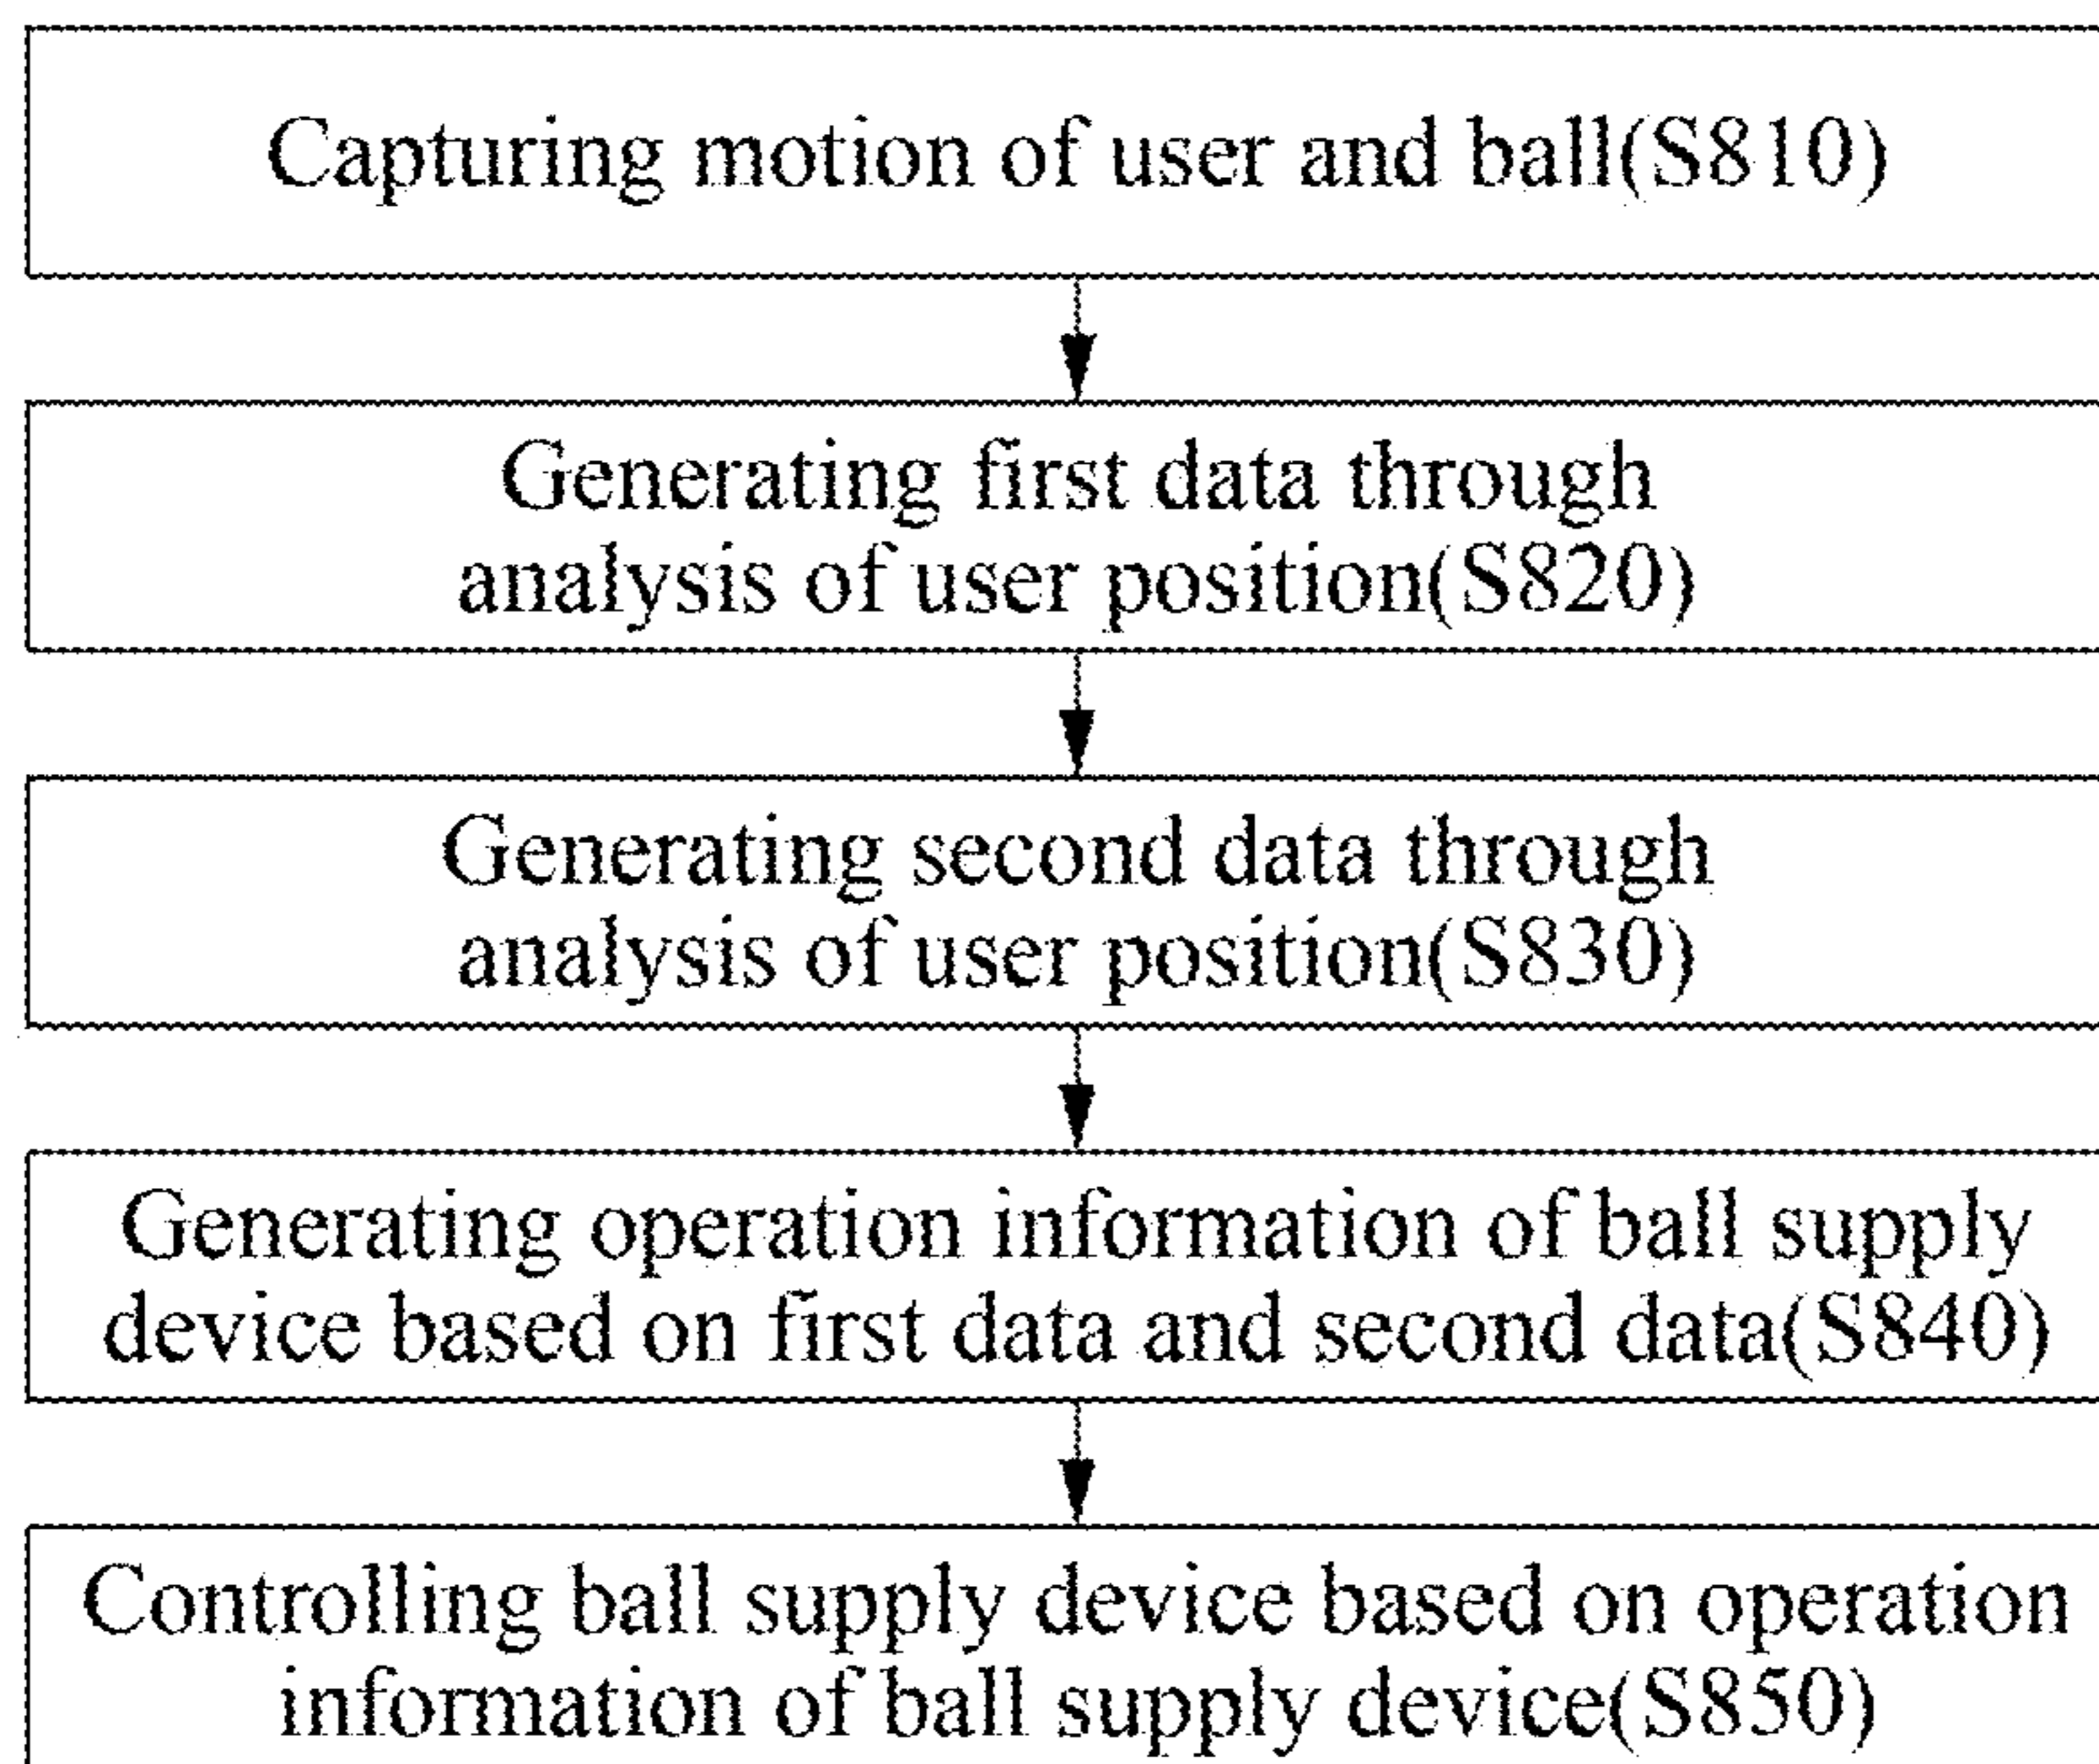 Capturing motion of user and ball(S810)
Generating first data through
analysis of user position(S820)
Generating second data through
analysis of user position(S830)
Generating operation information of ball supply
device based on first data and second data(S840)
Controlling ball supply device based on operation
information of ball supply device(S850)